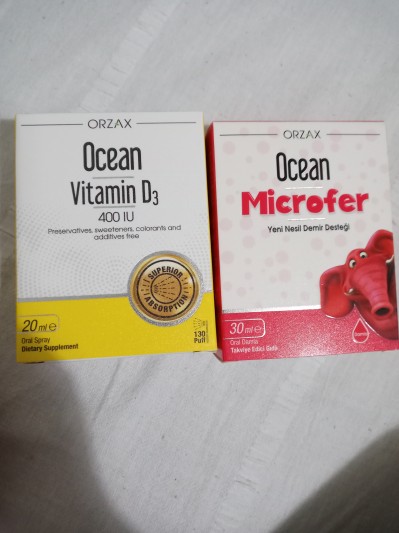 ORZAX
Ocean
Vitamin D3
400 IU
Preservatives, sweeteners, colorants and
additives free
SUPERIOR
ABSORPTION
20 ml e
Oral Spray
Dietary Supplement
130
Puff
ORZAX
Ocean
Microfer
Yeni Nesil Demir Desteği
30 ml e
Oral Damla
Takviye Edici Gıda